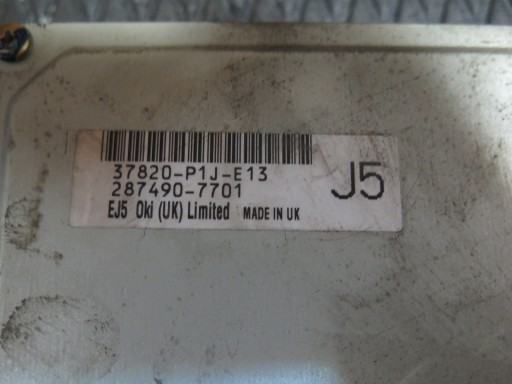 37820-P1J-E13
287490-7701
EJ5 Oki (UK) Limited MADE IN UK
J5